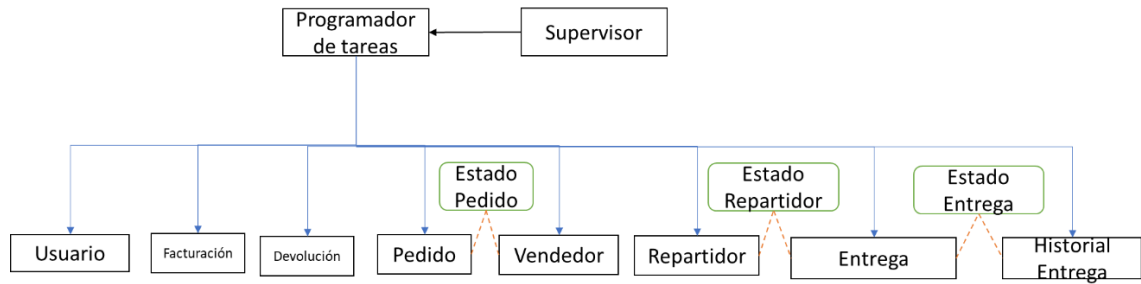 Programador
de tareas
Supervisor
Estado
Pedido
Estado
Repartidor
Estado
Entrega
Usuario
Facturación
Devolución
Pedido
Vendedor
Repartidor
Entrega
Historial
Entrega